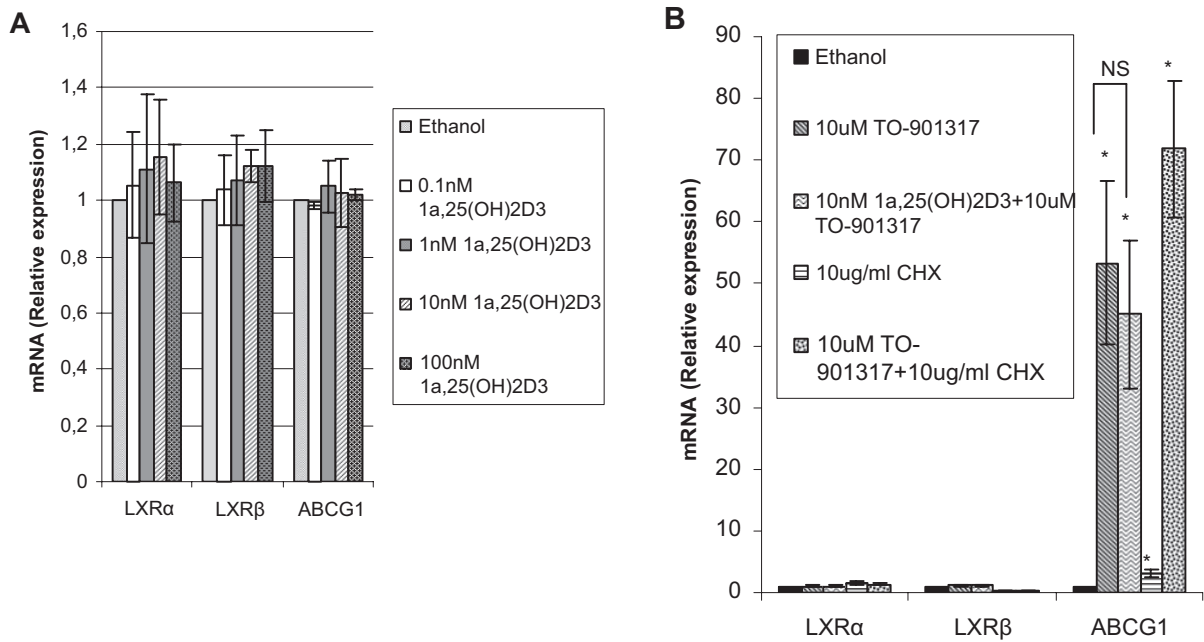 A
mRNA (Relative expression)
1,6
1,4
1,2
1
0,8
0,6
0,4
0,2
0
LXRα
LXRβ
ABCG1
Ethanol
0.1nM
1a,25(OH)2D3
1nM 1a,25(OH)2D3
10nM 1a,25(OH)2D3
100nM
1a,25(OH)2D3
B
mRNA (Relative expression)
90
80
70
60
50
40
30
20
10
0
Ethanol
10uM TO-901317
10nM 1a,25(OH)2D3+10uM
TO-901317
10ug/ml CHX
10uM TO-
901317+10ug/ml CHX
NS
*
*
*
*
LXRα
LXRβ
ABCG1